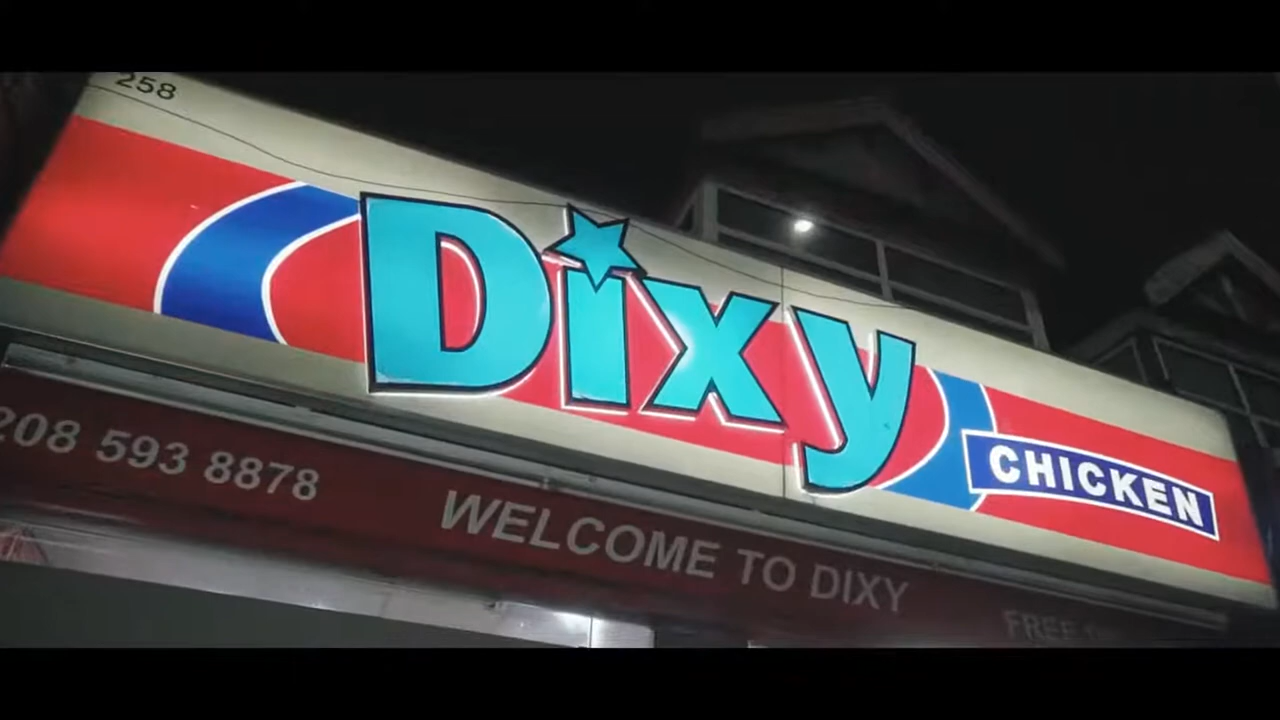 258
Dixy
CHICKEN
208 593 8878
WELCOME TO DIXY
FREE